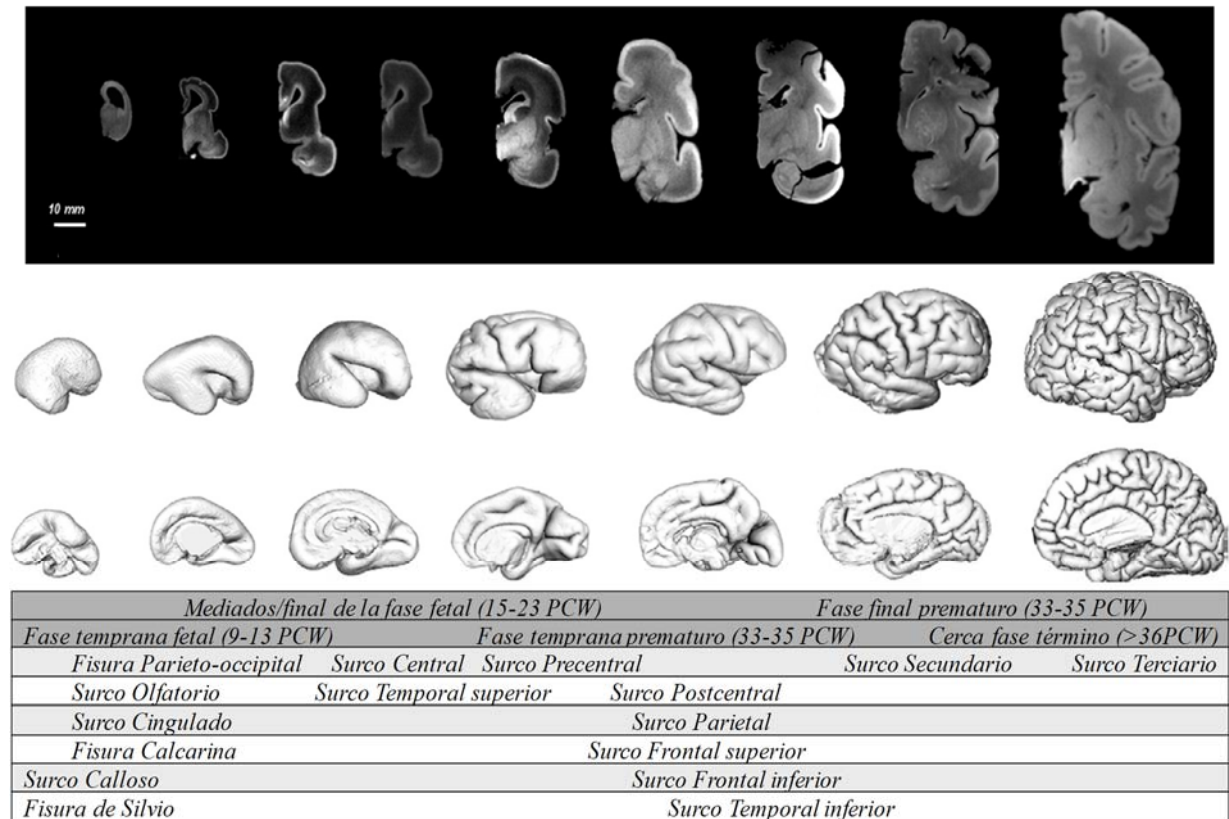 10 mm
Mediados/final de la fase fetal (15-23 PCW) Fase final prematuro (33-35 PCW)
Fase temprana fetal (9-13 PCW) Fase temprana prematuro (33-35 PCW) Cerca fase término (>36PCW)
Fisura Parieto-occipital Surco Central Surco Precentral Surco Secundario Surco Terciario
Surco Olfatorio Surco Temporal superior Surco Postcentral
Surco Cingulado Surco Parietal
Fisura Calcarina Surco Frontal superior
Surco Calloso Surco Frontal inferior
Fisura de Silvio Surco Temporal inferior